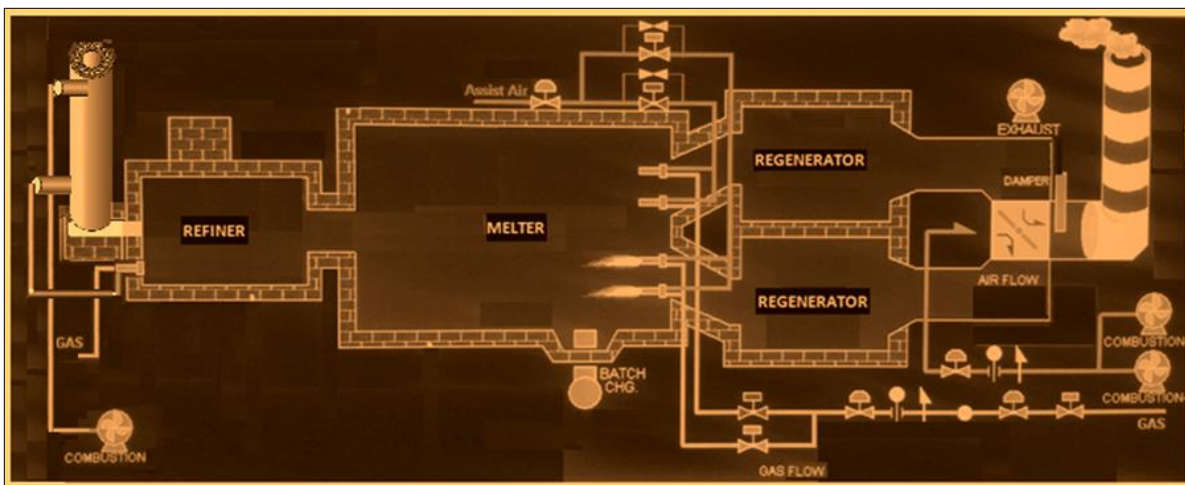 Assist Air
EXHAUST
REGENERATOR
DAMPER
REFINER
MELTER
AIR FLOW
REGENERATOR
GAS
COMBUSTION
BATCH
CHG.
COMBUSTION
GAS
COMBUSTION
GAS FLOW